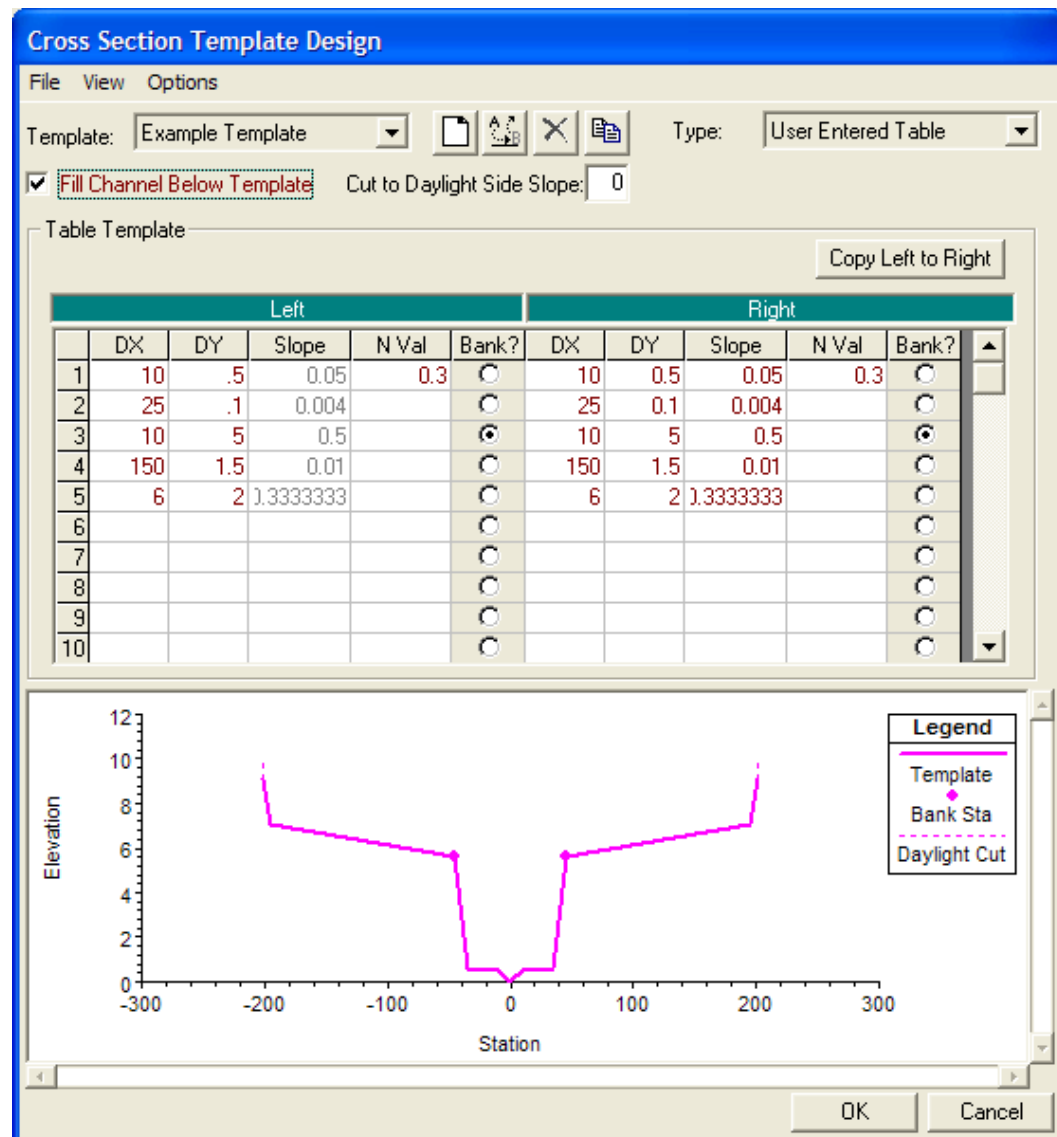 Cross Section Template Design
File View Options
Template: Example Template Type: User Entered Table
Fill Channel Below Template Cut to Daylight Side Slope: 0
Table Template
Copy Left to Right
Left Right
DX DY Slope N Val Bank? DX DY Slope N Val Bank?
1 10 .5 0.05 0.3 10 0.5 0.05 0.3
2 25 .1 0.004 25 0.1 0.004
3 10 5 0.5 10 5 0.5
4 150 1.5 0.01 150 1.5 0.01
5 6 2 ).3333333 6 2 ).3333333
6
7
8
9
10
12
10
8
6
4
2
0
Elevation
-300 -200 -100 0 100 200 300
Station
Legend
Template
Bank Sta
Daylight Cut
OK Cancel